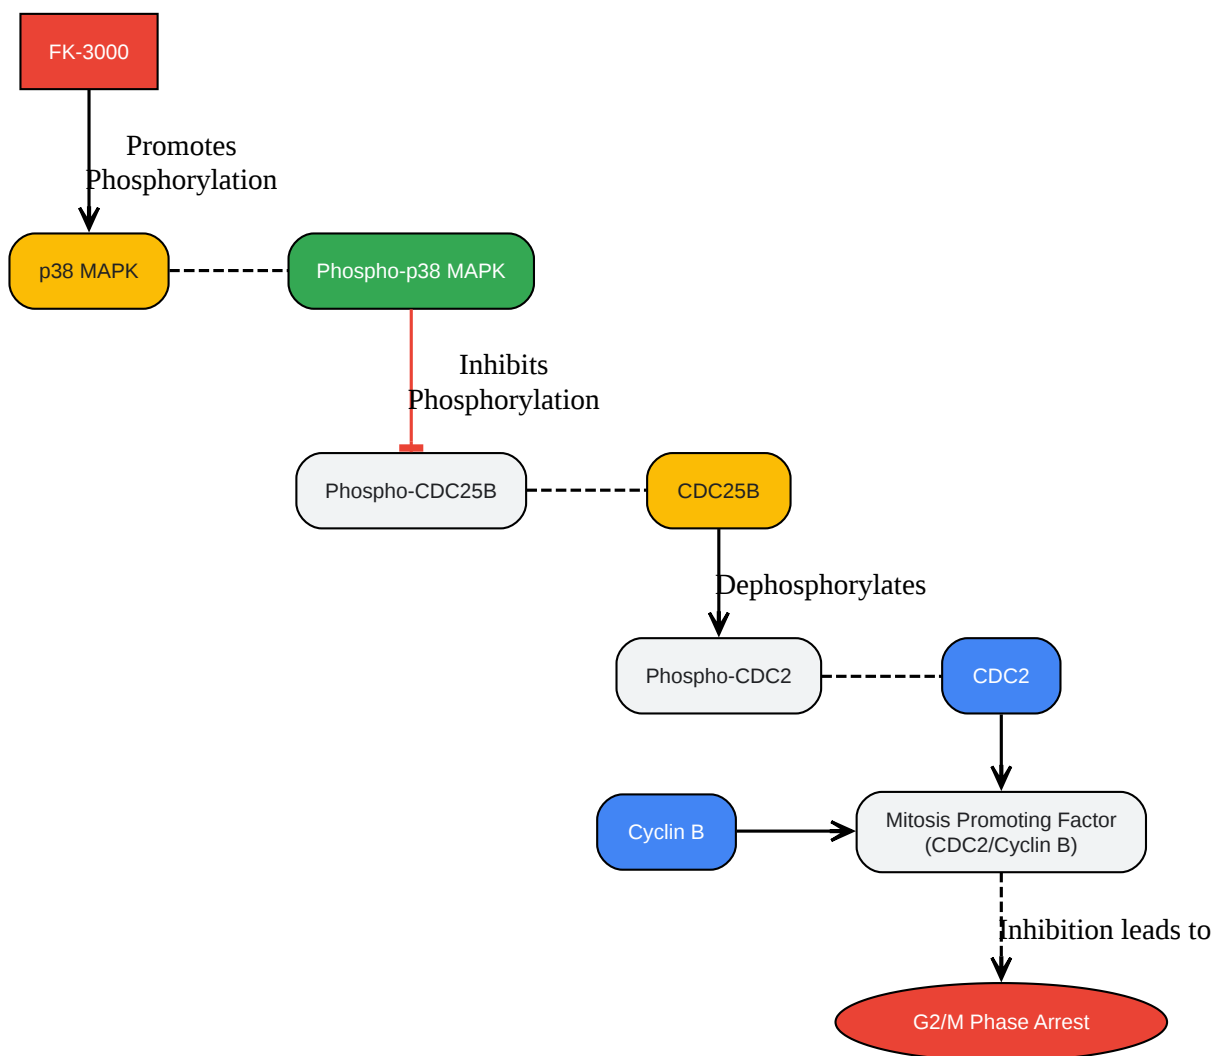 FK-3000
Promotes
Phosphorylation
p38 MAPK
Phospho-p38 MAPK
Inhibits
Phosphorylation
Phospho-CDC25B
CDC25B
Dephosphorylates
Phospho-CDC2
CDC2
Cyclin B
Mitosis Promoting Factor
(CDC2/Cyclin B)
Inhibition leads to
G2/M Phase Arrest